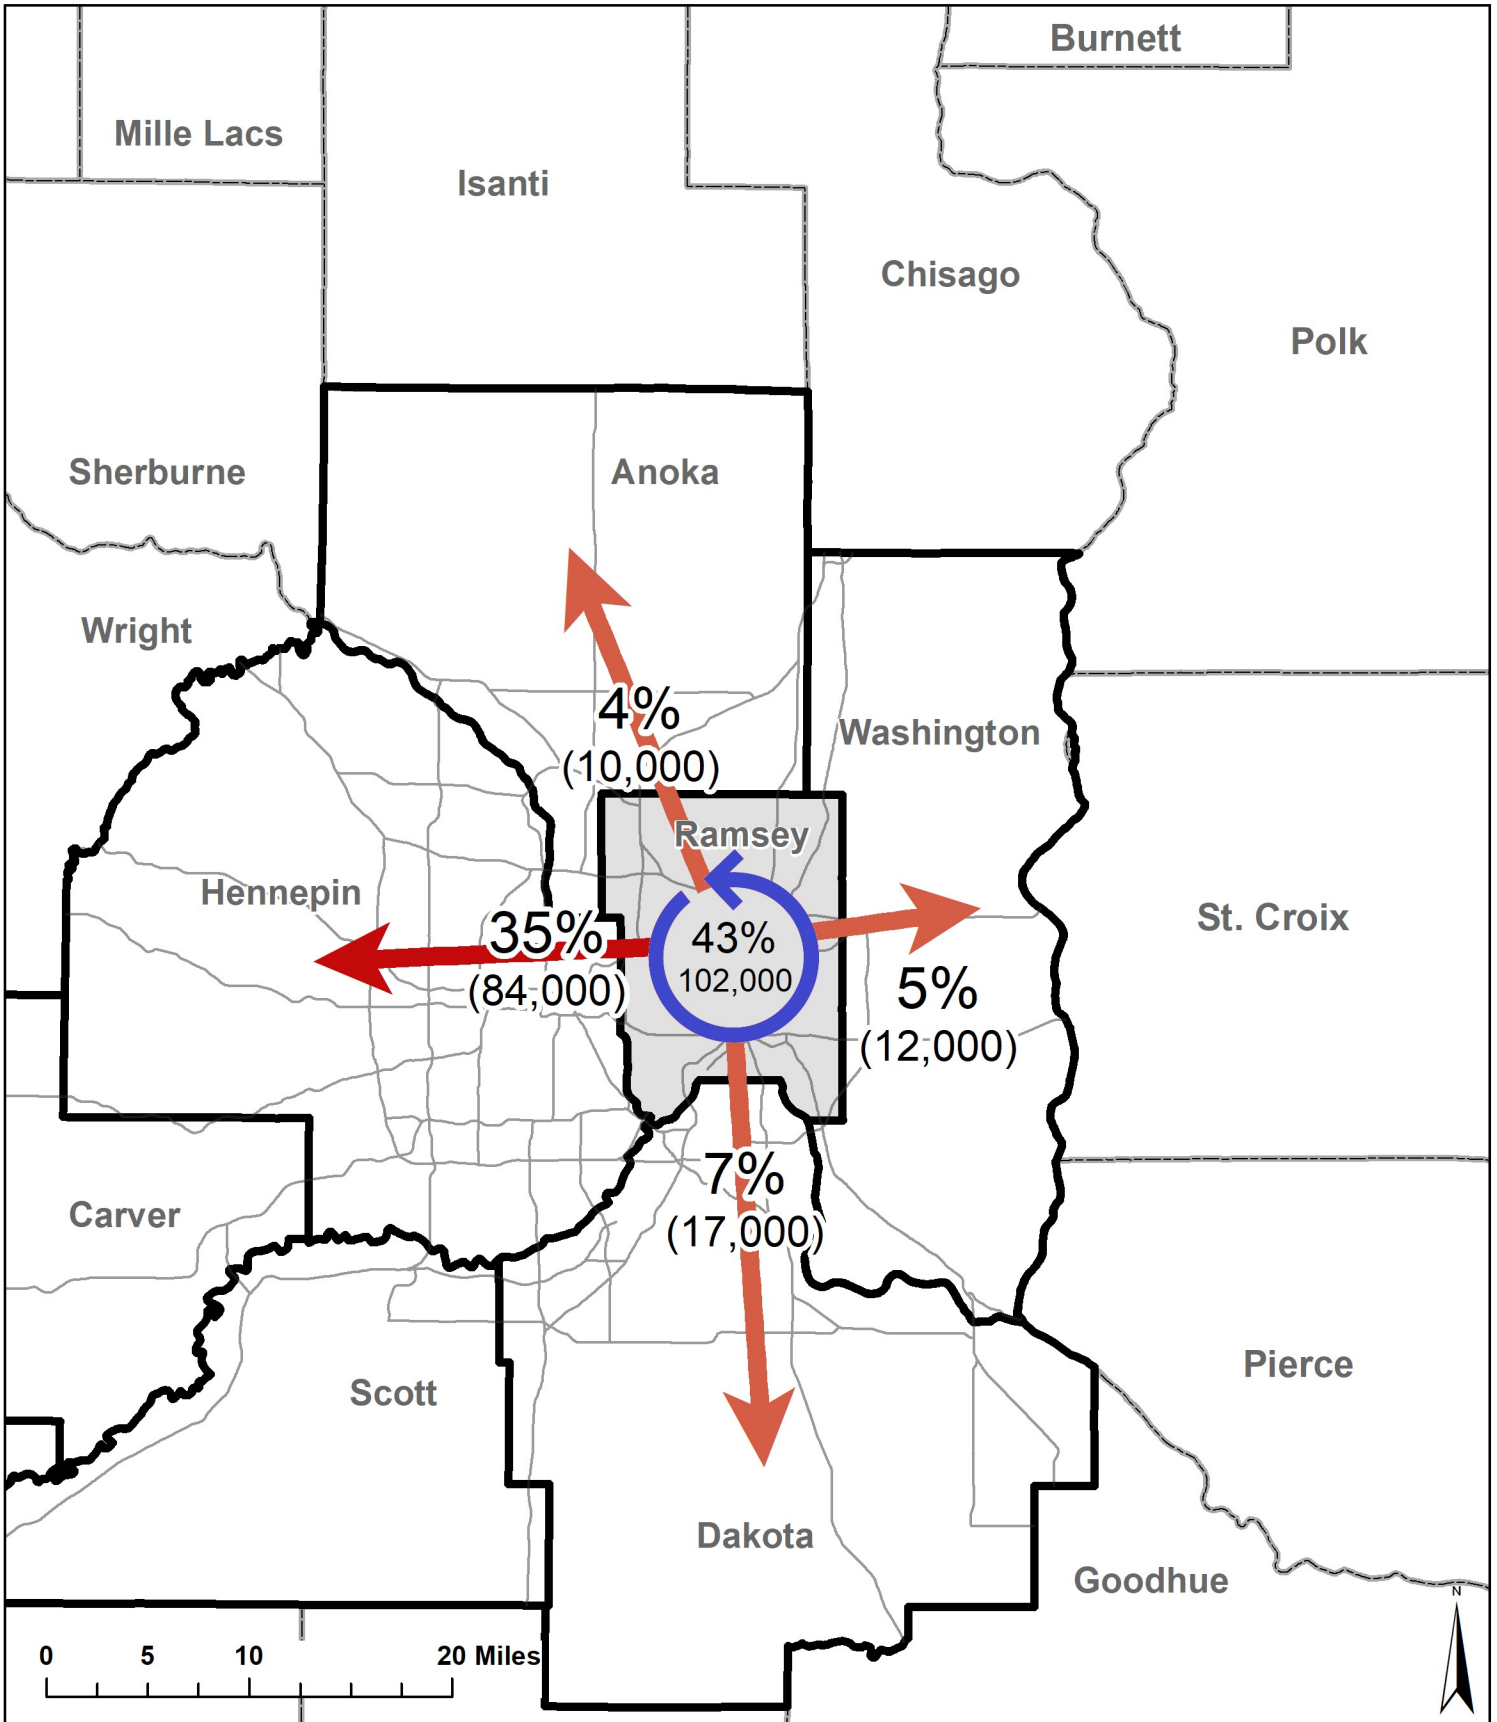 Burnett
Mille Lacs
Isanti
Chisago
Polk
Sherburne
Anoka
Wright
4%
(10,000)
Washington
Ramsey
Hennepin
35%
(84,000)
43%
102,000
St. Croix
5%
(12,000)
7%
(17,000)
Carver
Scott
Pierce
Dakota
Goodhue
N
0 5 10 20 Miles